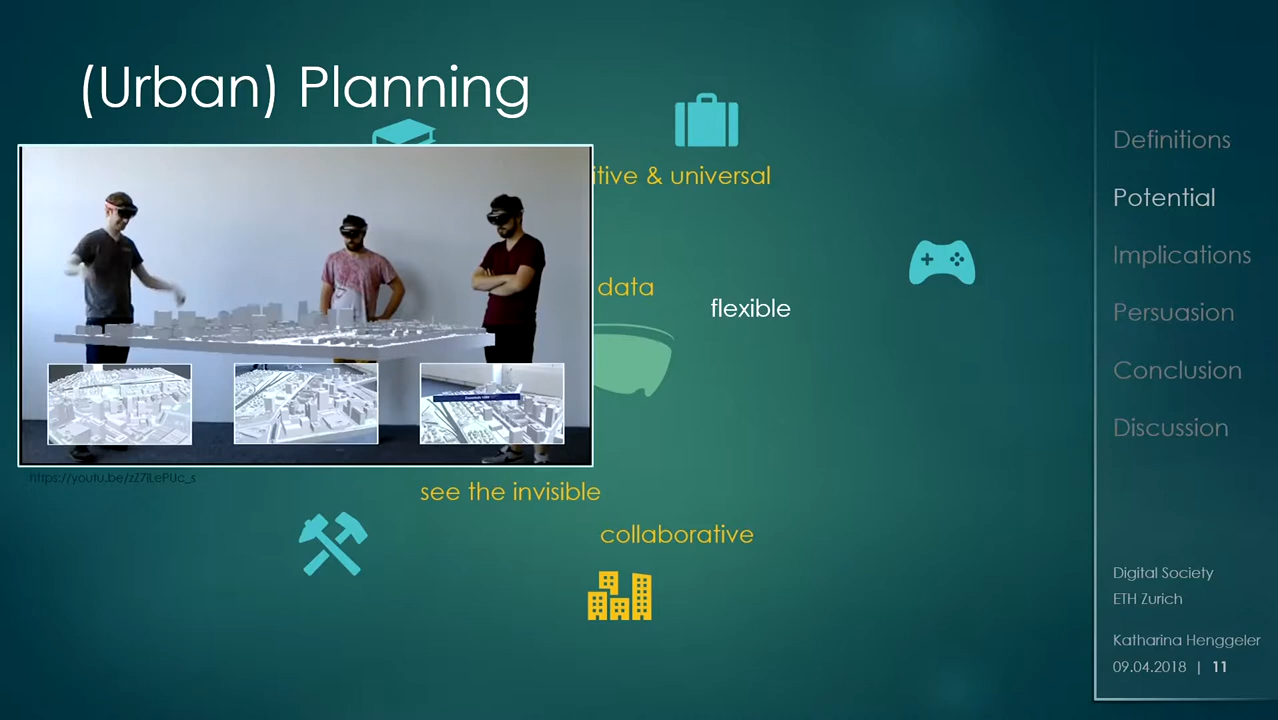 (Urban) Planning
itive & universal
data
flexible
see the invisible
collaborative
Definitions
Potential
Implications
Persuasion
Conclusion
Discussion
Digital Society
ETH Zurich
Katharina Henggeler
09.04.2018 | 11